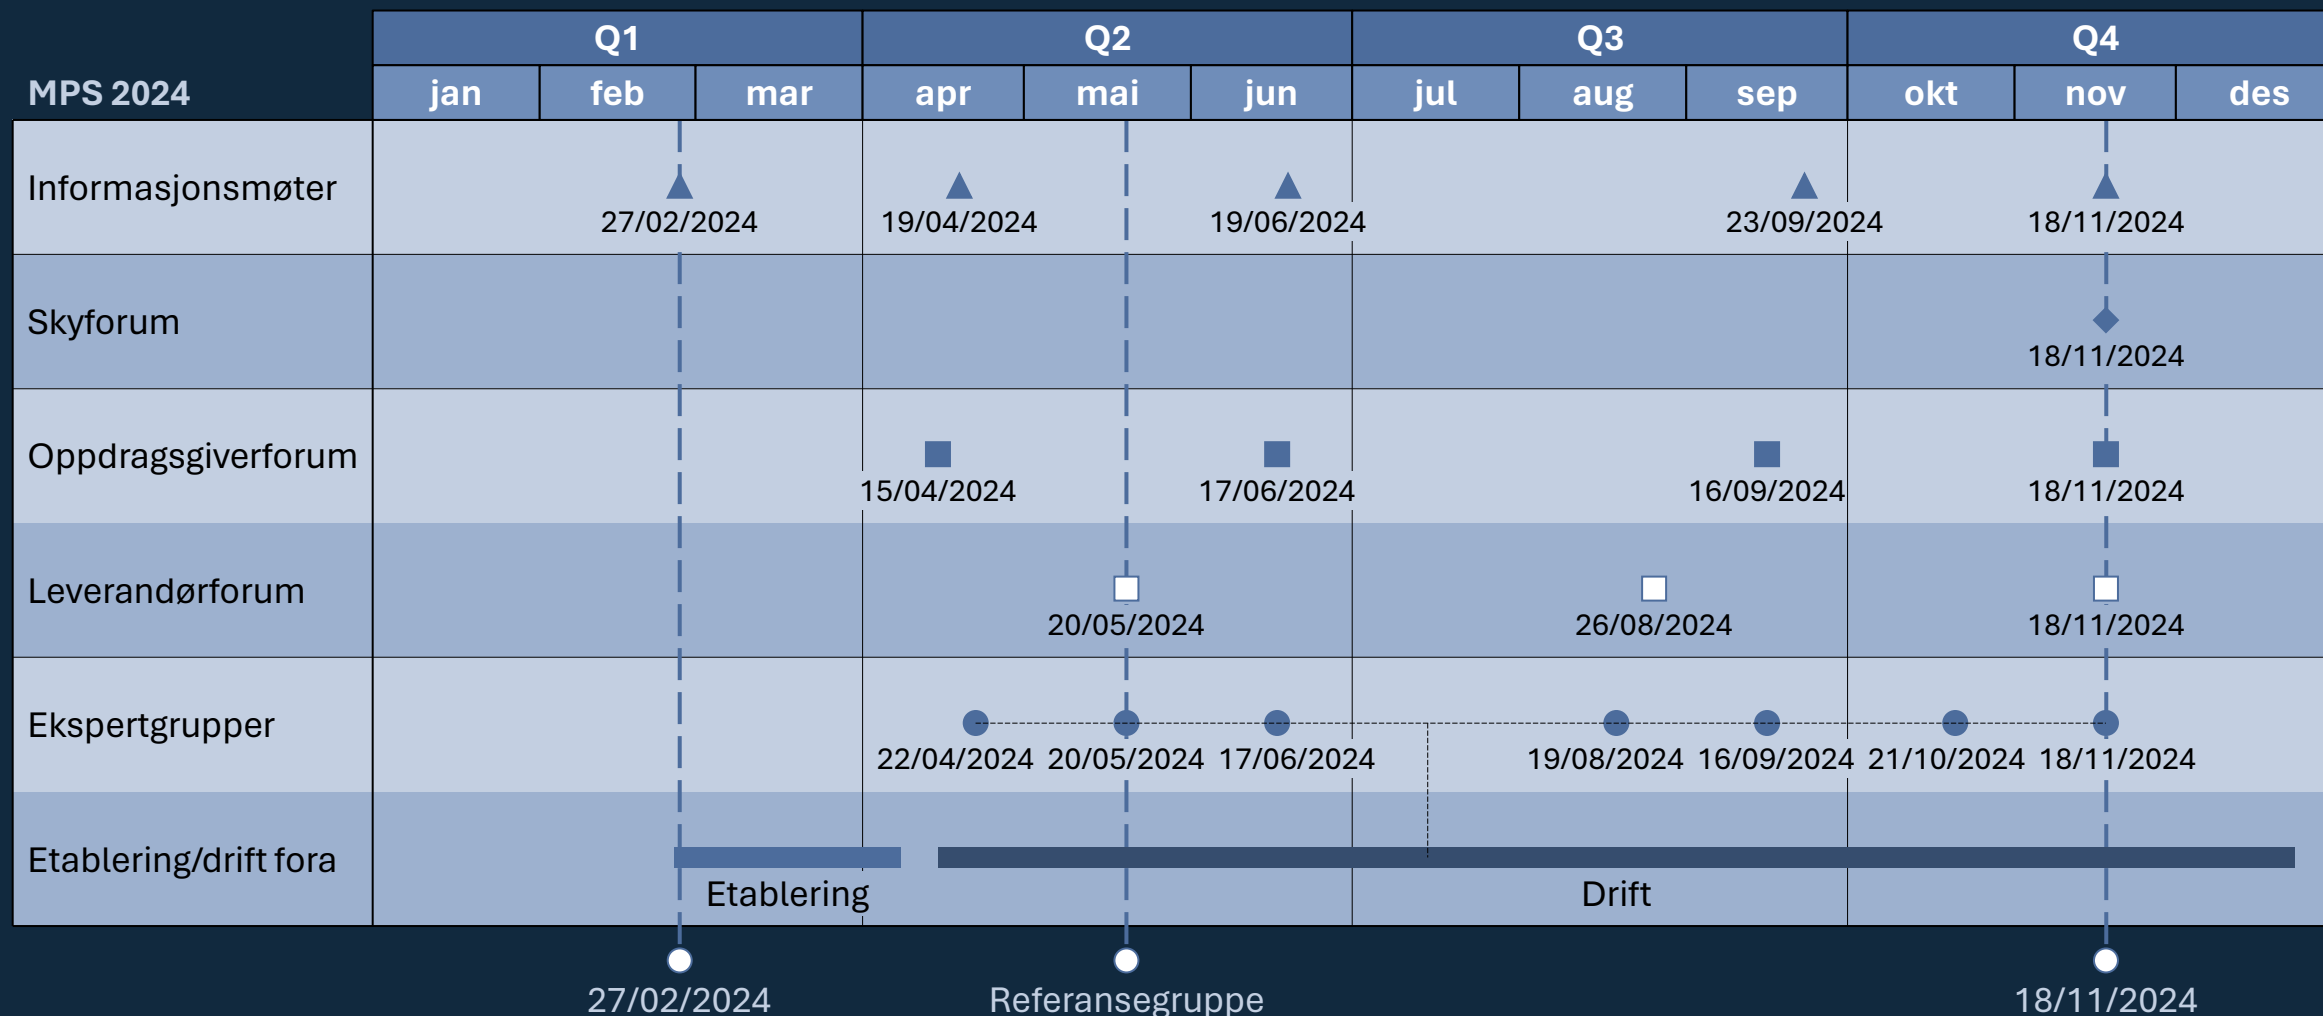 Q1 Q2 Q3 Q4
MPS 2024 jan feb mar apr mai jun jul aug sep okt nov des
Informasjonsmøter
27/02/2024 19/04/2024 19/06/2024 23/09/2024 18/11/2024
Skyforum
18/11/2024
Oppdragsgiverforum
15/04/2024 17/06/2024 16/09/2024 18/11/2024
Leverandørforum
20/05/2024 26/08/2024 18/11/2024
Ekspertgrupper
22/04/2024 20/05/2024 17/06/2024 19/08/2024 16/09/2024 21/10/2024 18/11/2024
Etablering/drift fora
Etablering Drift
27/02/2024 Referansegruppe 18/11/2024